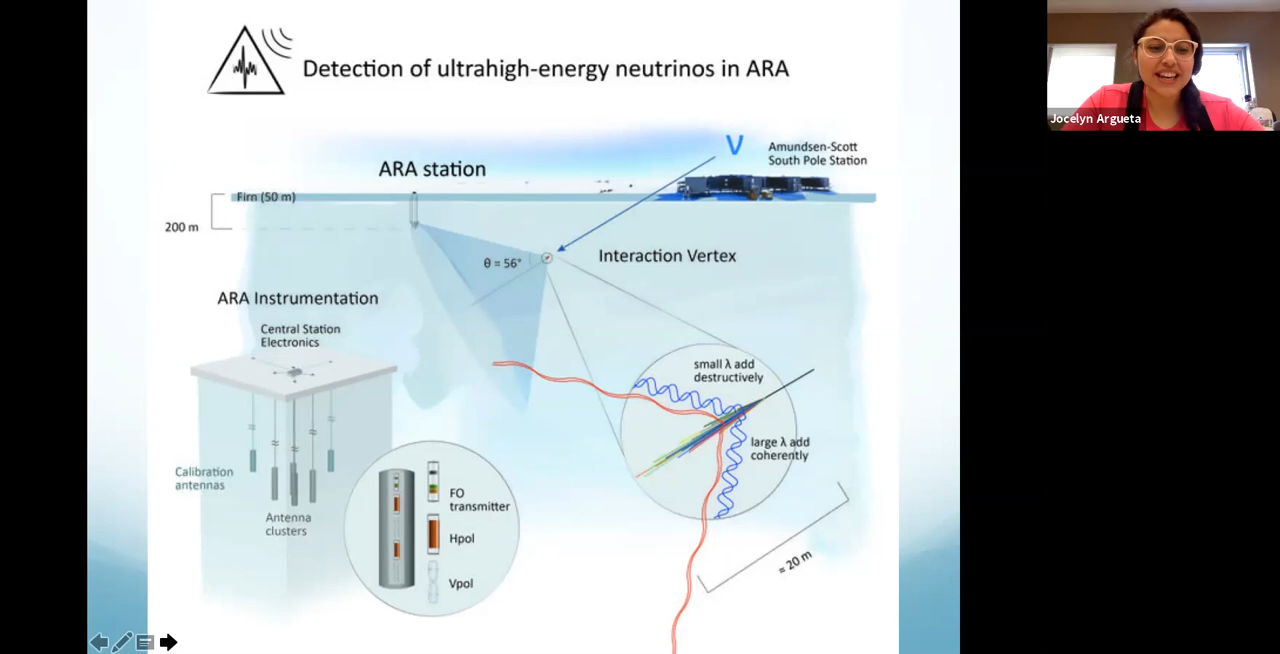 Detection of ultrahigh-energy neutrinos in ARA
Jocelyn Argueta
ν
Amundsen-Scott
South Pole Station
ARA station
Firn (50 m)
200 m
θ = 56°
Interaction Vertex
ARA Instrumentation
Central Station
Electronics
small λ add
destructively
large λ add
coherently
Calibration
antennas
Antenna
clusters
FO
transmitter
Hpol
Vpol
≈ 20 m